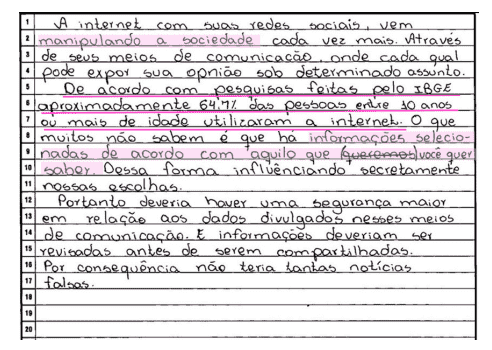 1 A internet com suas redes sociais, vem
2 manipulando a sociedade cada vez mais. Através
3 de seus meios de comunicação, onde cada qual
4 pode expor sua opnião sob determinado assunto.
5 De acordo com pesquisas feitas pelo IBGE
6 aproximadamente 64,7% das pessoas entre 10 anos
7 ou mais de idade utilizaram a internet. O que
8 muitos não sabem é que há informações selecio-
9 nadas de acordo com aquilo que (queremos) você quer
10 saber. Dessa forma influênciando secretamente
11 nossas escolhas.
12 Portanto deveria haver uma segurança maior
13 em relação aos dados divulgados nesses meios
14 de comunicação. E informações deveriam ser
15 revisadas antes de serem compartilhadas.
16 Por consequência não teria tantas notícias
17 falsas.
18
19
20